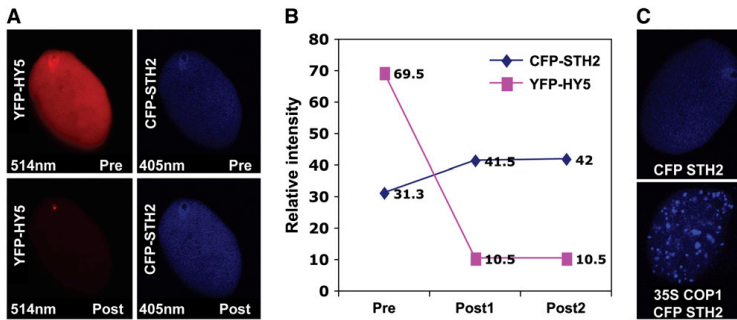 A
YFP-HY5
514nm Pre
CFP-STH2
405nm Pre
YFP-HY5
514nm Post
CFP-STH2
405nm Post
B
Relative intensity
80
70
60
50
40
30
20
10
0
CFP-STH2
YFP-HY5
69.5
31.3
41.5
42
10.5
10.5
Pre Post1 Post2
C
CFP STH2
35S COP1
CFP STH2